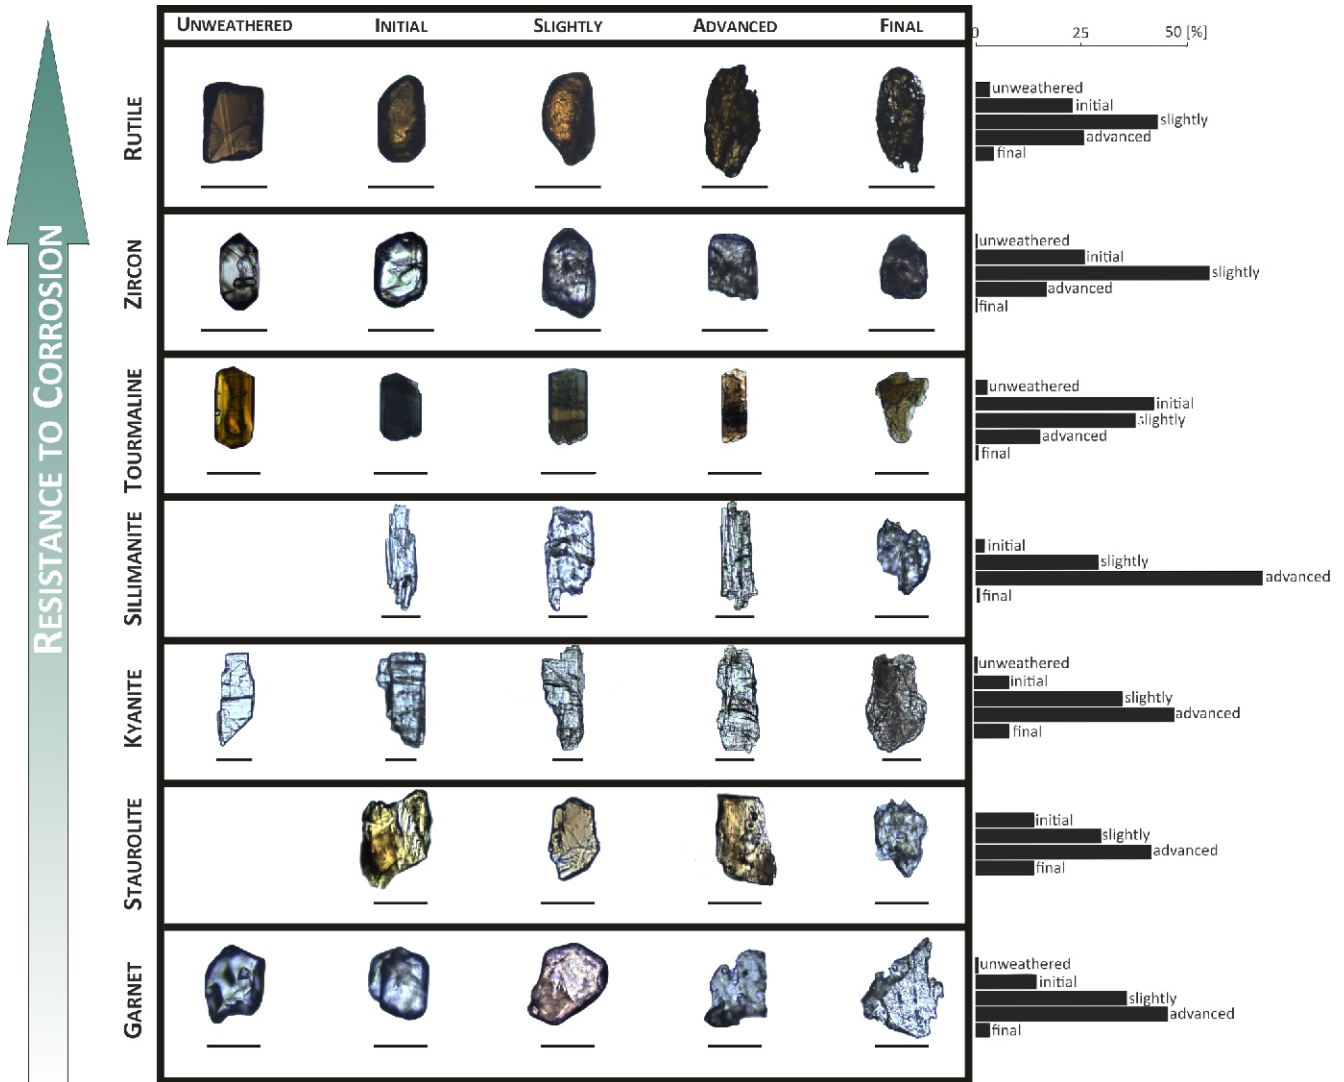 UNWEATHERED INITIAL SLIGHTLY ADVANCED FINAL
0 25 50 [%]
RESISTANCE TO CORROSION
RUTILE
unweathered
initial
slightly
advanced
final
ZIRCON
unweathered
initial
slightly
advanced
final
TOURMALINE
unweathered
initial
slightly
advanced
final
SILLIMANITE
initial
slightly
advanced
final
KYANITE
unweathered
initial
slightly
advanced
final
STAUROLITE
initial
slightly
advanced
final
GARNET
unweathered
initial
slightly
advanced
final